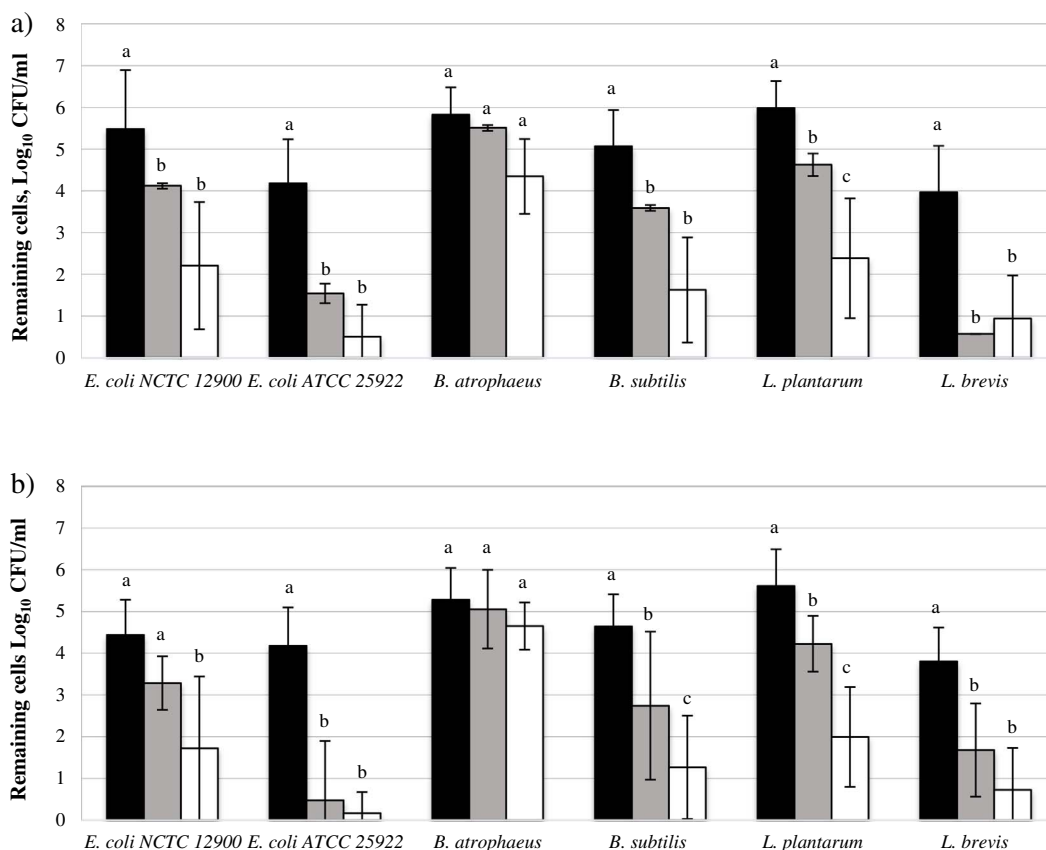 a)
Remaining cells, Log₁₀ CFU/ml
8
7
6
5
4
3
2
1
0
a
b
b
a
b
b
a
a
a
a
b
b
a
b
c
a
b
b
E. coli NCTC 12900
E. coli ATCC 25922
B. atrophaeus
B. subtilis
L. plantarum
L. brevis
b)
Remaining cells Log₁₀ CFU/ml
8
7
6
5
4
3
2
1
0
a
a
b
a
b
b
a
a
a
a
b
c
a
b
c
a
b
b
E. coli NCTC 12900
E. coli ATCC 25922
B. atrophaeus
B. subtilis
L. plantarum
L. brevis